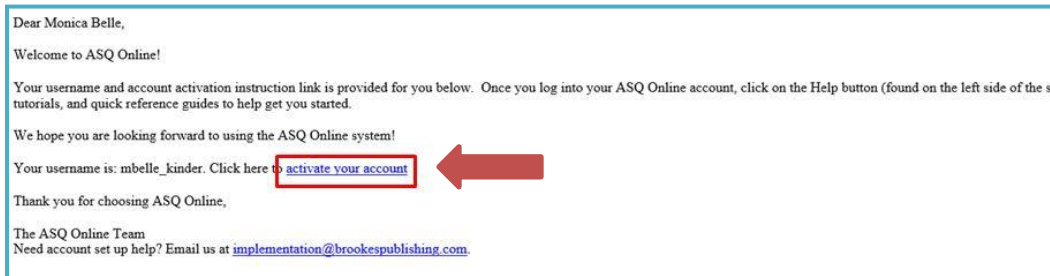 Dear Monica Belle,
Welcome to ASQ Online!
Your username and account activation instruction link is provided for you below. Once you log into your ASQ Online account, click on the Help button (found on the left side of the s
tutorials, and quick reference guides to help get you started.
We hope you are looking forward to using the ASQ Online system!
Your username is: mbelle_kinder. Click here to activate your account
Thank you for choosing ASQ Online,
The ASQ Online Team
Need account set up help? Email us at implementation@brookespublishing.com.